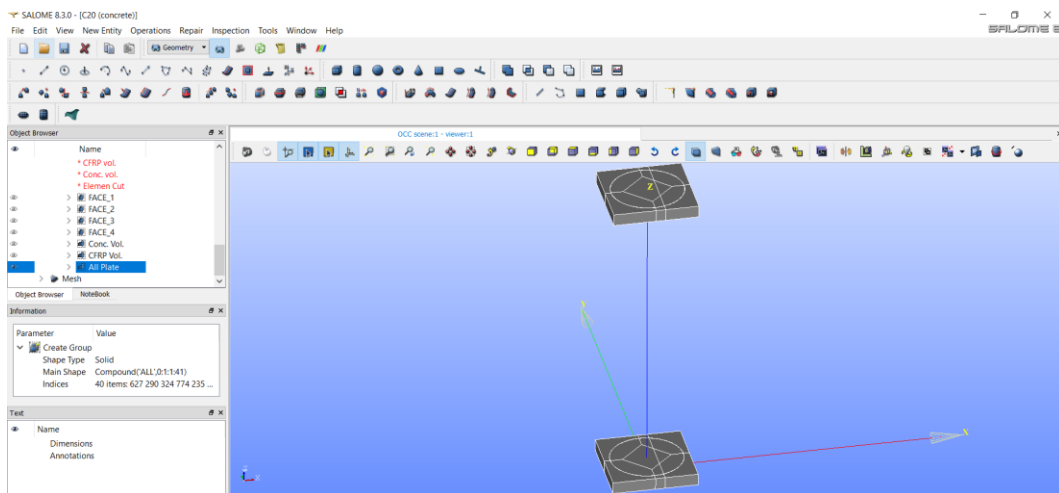 SALOME 8.3.0 - [C20 (concrete)]
File Edit View New Entity Operations Repair Inspection Tools Window Help
Geometry
Object Browser
OCC scene:1 - viewer:1
Name
* CFRP vol.
* Conc. vol.
* Elemen Cut
FACE_1
FACE_2
FACE_3
FACE_4
Conc. Vol.
CFRP Vol.
All Plate
Mesh
Object Browser NoteBook
Information
Parameter Value
Create Group
Shape Type Solid
Main Shape Compound('ALL',0:1:1:41)
Indices 40 items: 627 290 324 774 235 ...
Text
Name
Dimensions
Annotations
Z
Y
X
Z
X